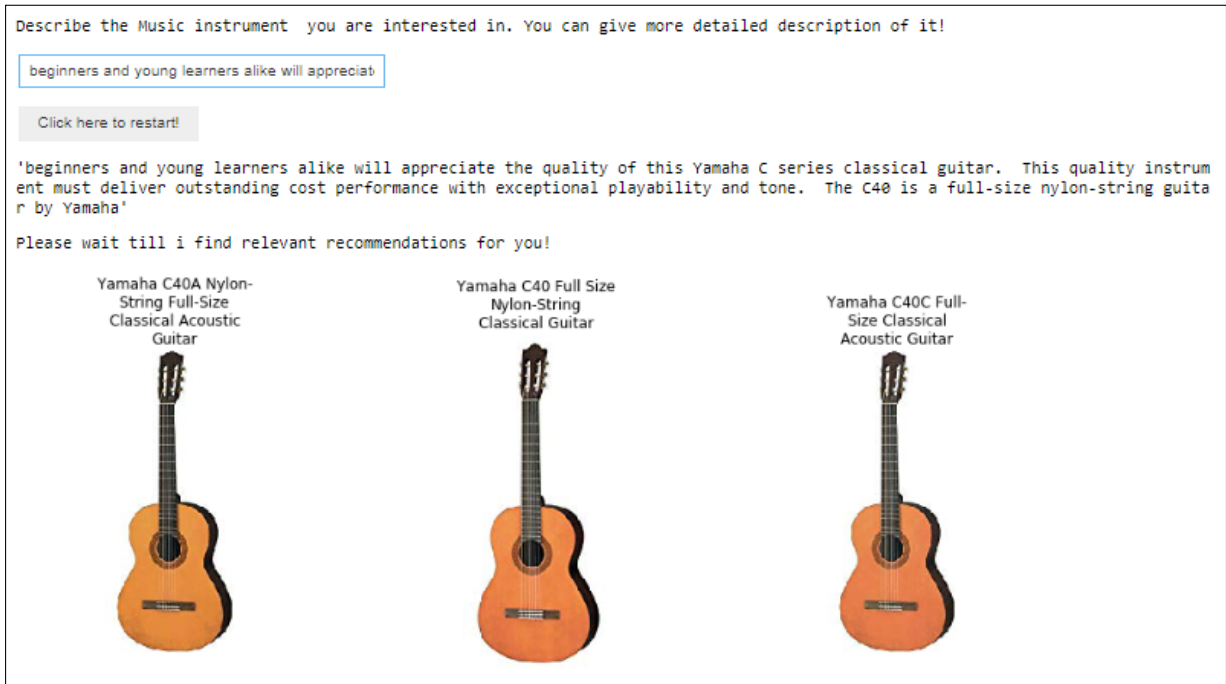 Describe the Music instrument  you are interested in. You can give more detailed description of it!
beginners and young learners alike will appreciat
Click here to restart!
'beginners and young learners alike will appreciate the quality of this Yamaha C series classical guitar.  This quality instrum
ent must deliver outstanding cost performance with exceptional playability and tone.  The C40 is a full-size nylon-string guita
r by Yamaha'
Please wait till i find relevant recommendations for you!
Yamaha C40A Nylon-
String Full-Size
Classical Acoustic
Guitar
Yamaha C40 Full Size
Nylon-String
Classical Guitar
Yamaha C40C Full-
Size Classical
Acoustic Guitar